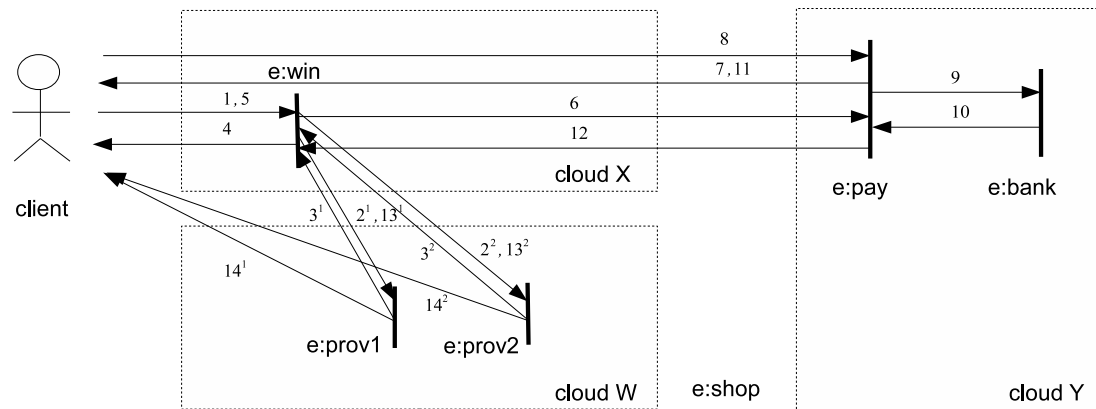 8
e:win
7, 11
9
1, 5
6
10
4
12
cloud X
e:pay
e:bank
client
3¹
2¹, 13¹
3²
2², 13²
14¹
14²
e:prov1
e:prov2
cloud W
e:shop
cloud Y